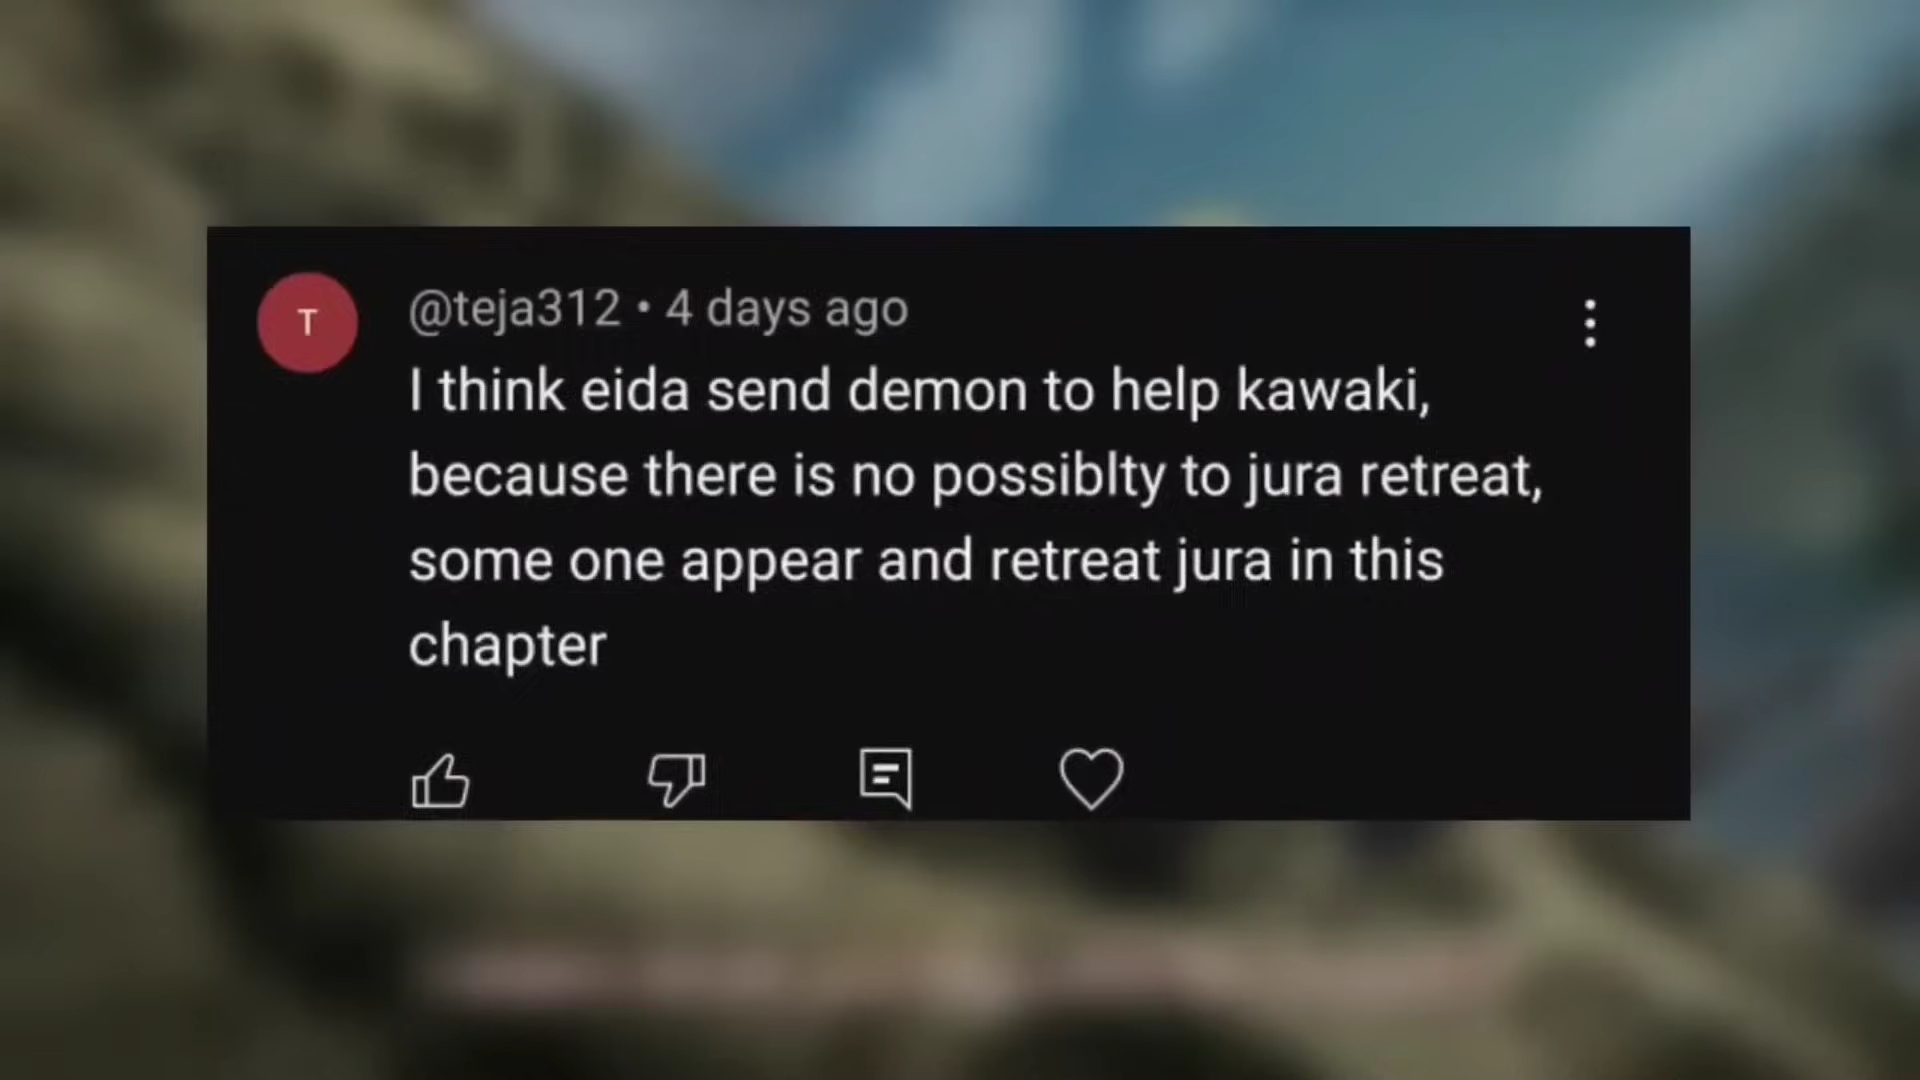 T
@teja312 • 4 days ago
I think eida send demon to help kawaki,
because there is no possiblty to jura retreat,
some one appear and retreat jura in this
chapter